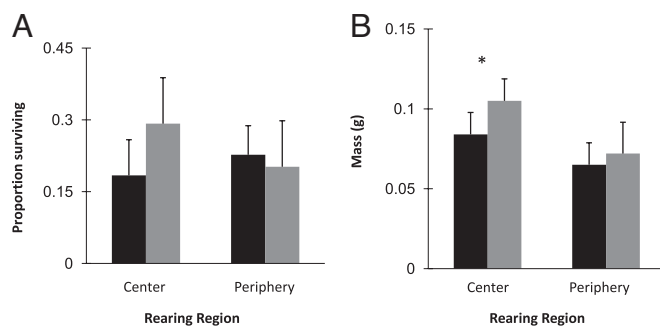 A
0.45
0.3
0.15
0
Proportion surviving
Center Periphery
Rearing Region
B
0.15
0.1
0.05
0
Mass (g)
*
Center Periphery
Rearing Region